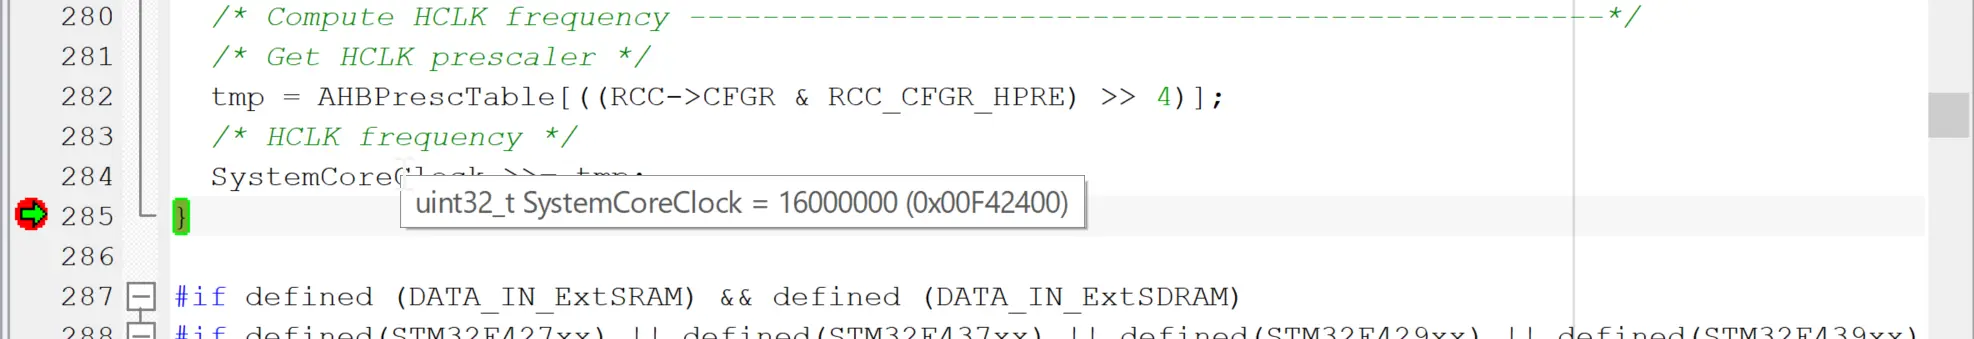 280 /* Compute HCLK frequency --------------------------------------------------*/
281 /* Get HCLK prescaler */
282 tmp = AHBPrescTable[((RCC->CFGR & RCC_CFGR_HPRE) >> 4)];
283 /* HCLK frequency */
284 SystemCoreClock >>= tmp;
uint32_t SystemCoreClock = 16000000 (0x00F42400)
285 }
286
287 #if defined (DATA_IN_ExtSRAM) && defined (DATA_IN_ExtSDRAM)
288 #if defined(STM32F427xx) || defined(STM32F437xx) || defined(STM32F429xx) || defined(STM32F439xx)